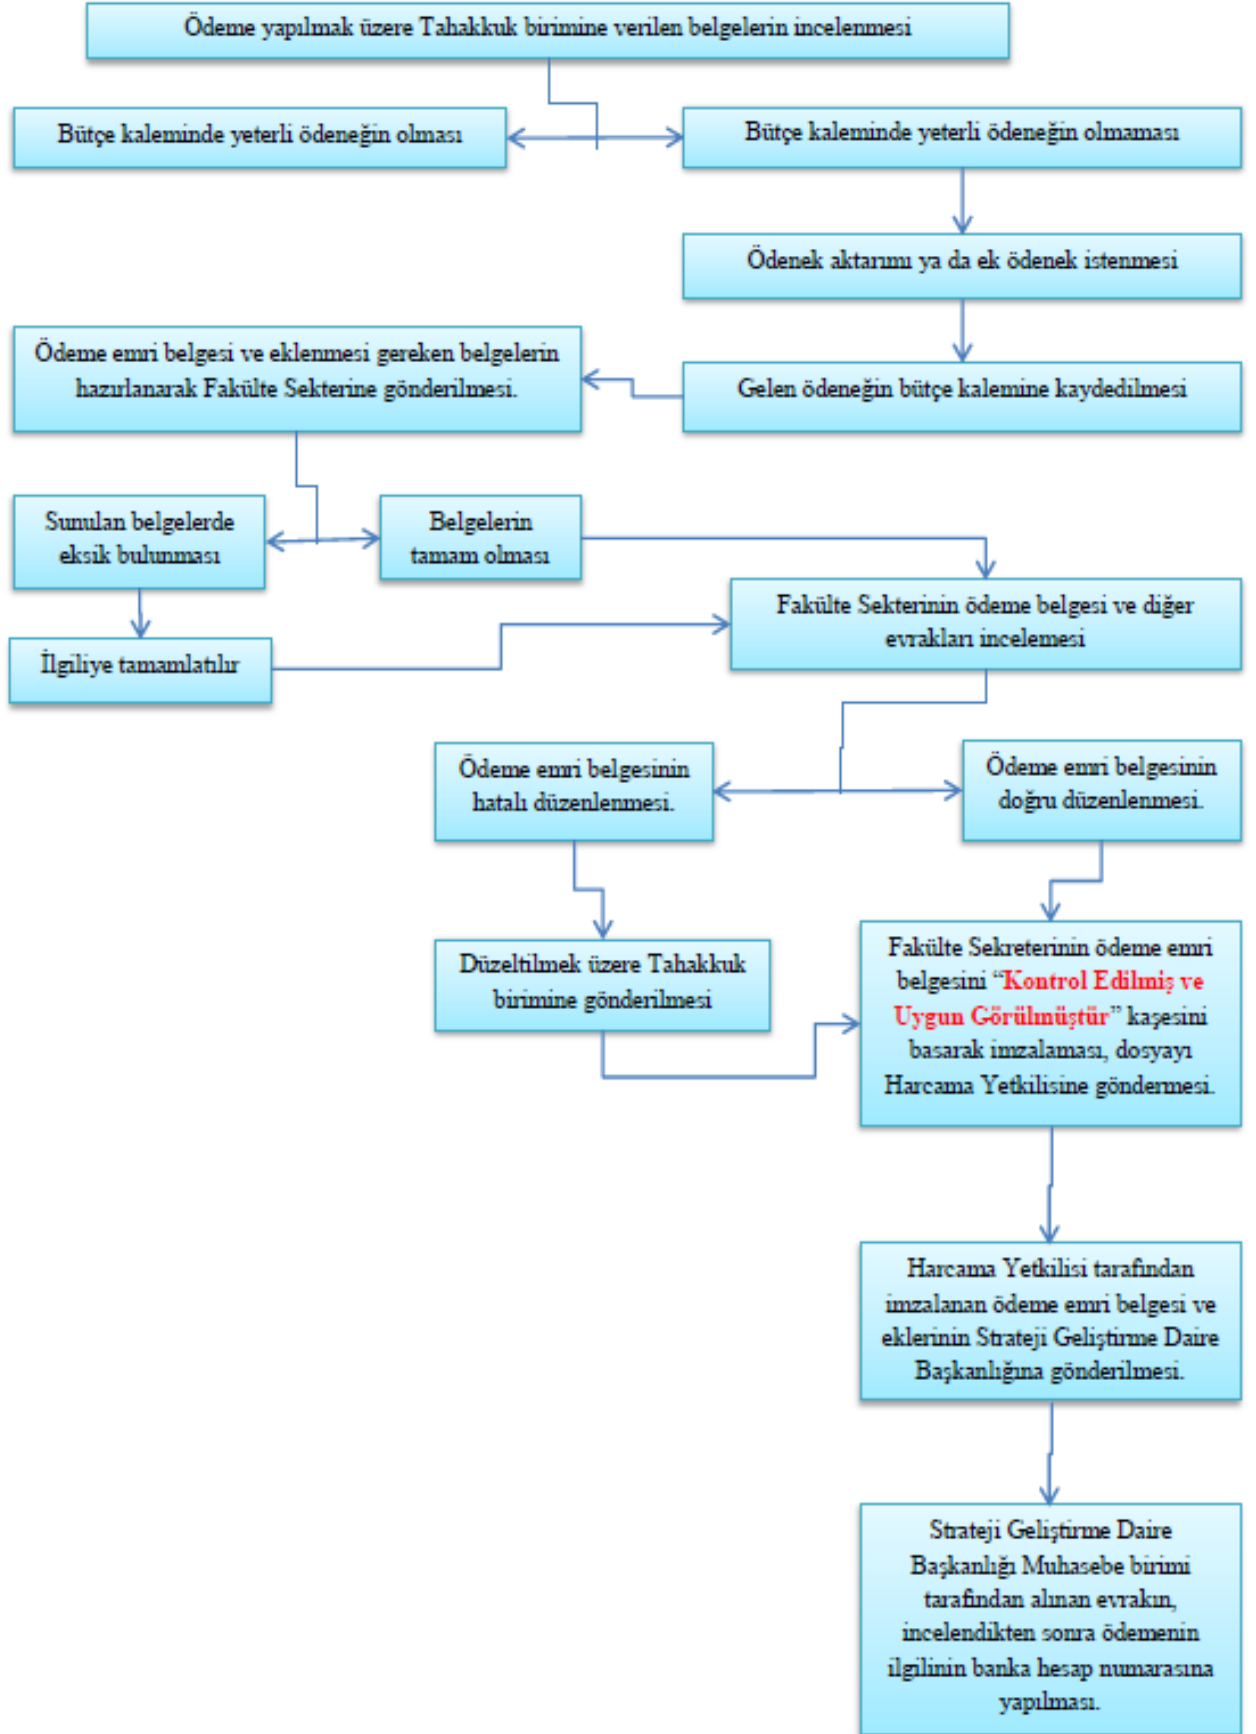 Ödeme yapılmak üzere Tahakkuk birimine verilen belgelerin incelenmesi
Bütçe kaleminde yeterli ödeneğin olması
Bütçe kaleminde yeterli ödeneğin olmaması
Ödenek aktarımı ya da ek ödenek istenmesi
Gelen ödeneğin bütçe kalemine kaydedilmesi
Ödeme emri belgesi ve eklenmesi gereken belgelerin
hazırlanarak Fakülte Sekterine gönderilmesi.
Sunulan belgelerde
eksik bulunması
Belgelerin
tamam olması
İlgiliye tamamlatılır
Fakülte Sekterinin ödeme belgesi ve diğer
evrakları incelemesi
Ödeme emri belgesinin
hatalı düzenlenmesi.
Ödeme emri belgesinin
doğru düzenlenmesi.
Düzeltilmek üzere Tahakkuk
birimine gönderilmesi
Fakülte Sekreterinin ödeme emri
belgesini “Kontrol Edilmiş ve
Uygun Görülmüştür” kaşesini
basarak imzalaması, dosyayı
Harcama Yetkilisine göndermesi.
Harcama Yetkilisi tarafından
imzalanan ödeme emri belgesi ve
eklerinin Strateji Geliştirme Daire
Başkanlığına gönderilmesi.
Strateji Geliştirme Daire
Başkanlığı Muhasebe birimi
tarafından alınan evrakın,
incelendikten sonra ödemenin
ilgilinin banka hesap numarasına
yapılması.